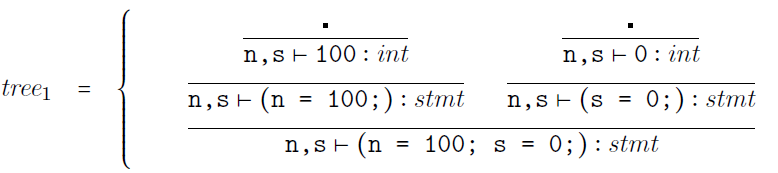 . .
n,s ⊢ 100 : int n,s ⊢ 0 : int
tree₁ = {
n,s ⊢ (n = 100;) : stmt n,s ⊢ (s = 0;) : stmt
n,s ⊢ (n = 100; s = 0;) : stmt